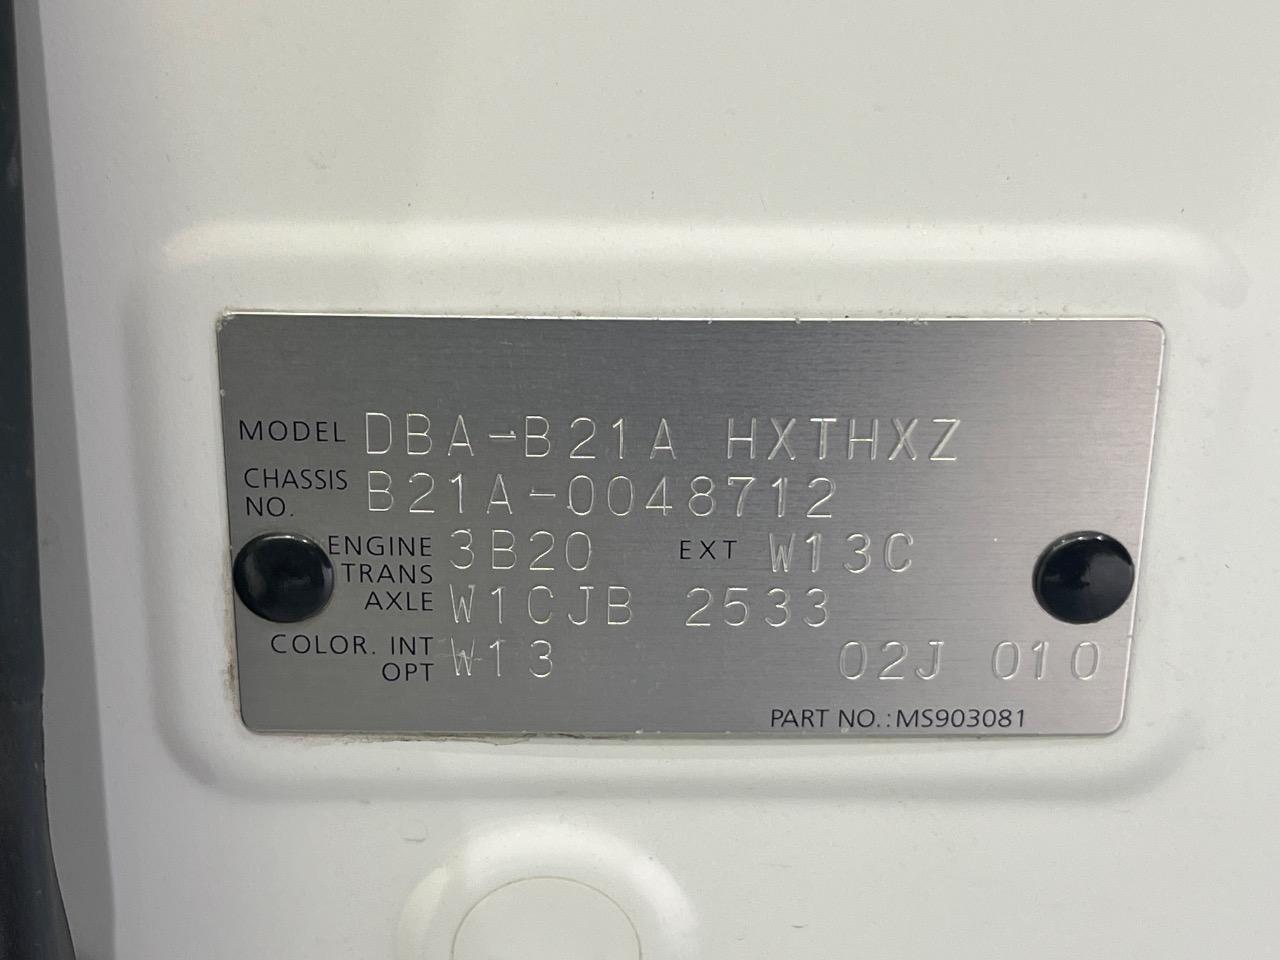 MODEL DBA-B21A HXTHXZ
CHASSIS NO. B21A-0048712
ENGINE 3B20 EXT W13C
TRANS AXLE W1CJB 2533
COLOR. INT OPT W13 02J 010
PART NO.:MS903081